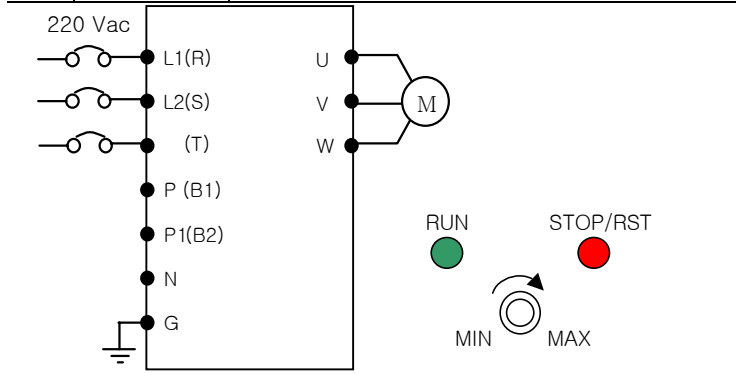 220 Vac
L1(R) U
L2(S) V M
(T) W
P (B1)
P1(B2)
RUN STOP/RST
N
G
MIN MAX